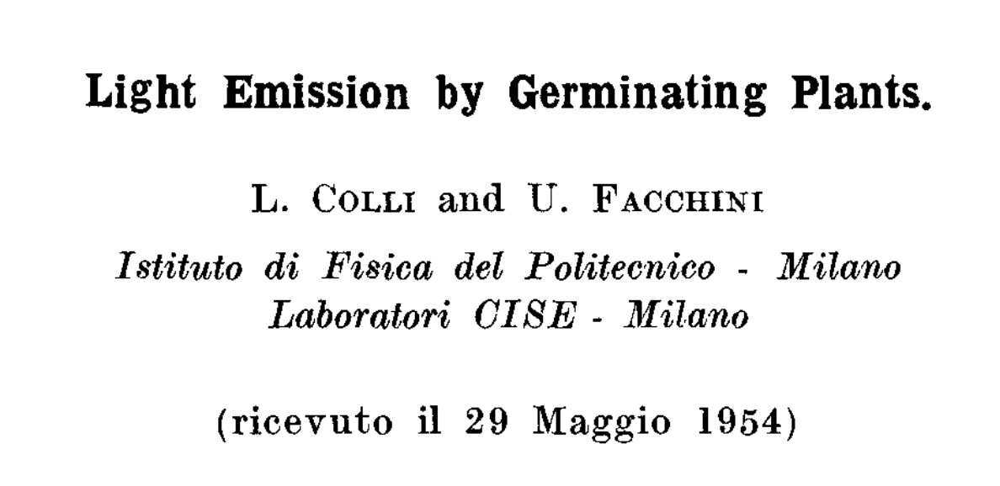 Light Emission by Germinating Plants.
L. COLLI and U. FACCHINI
Istituto di Fisica del Politecnico - Milano
Laboratori CISE - Milano
(ricevuto il 29 Maggio 1954)